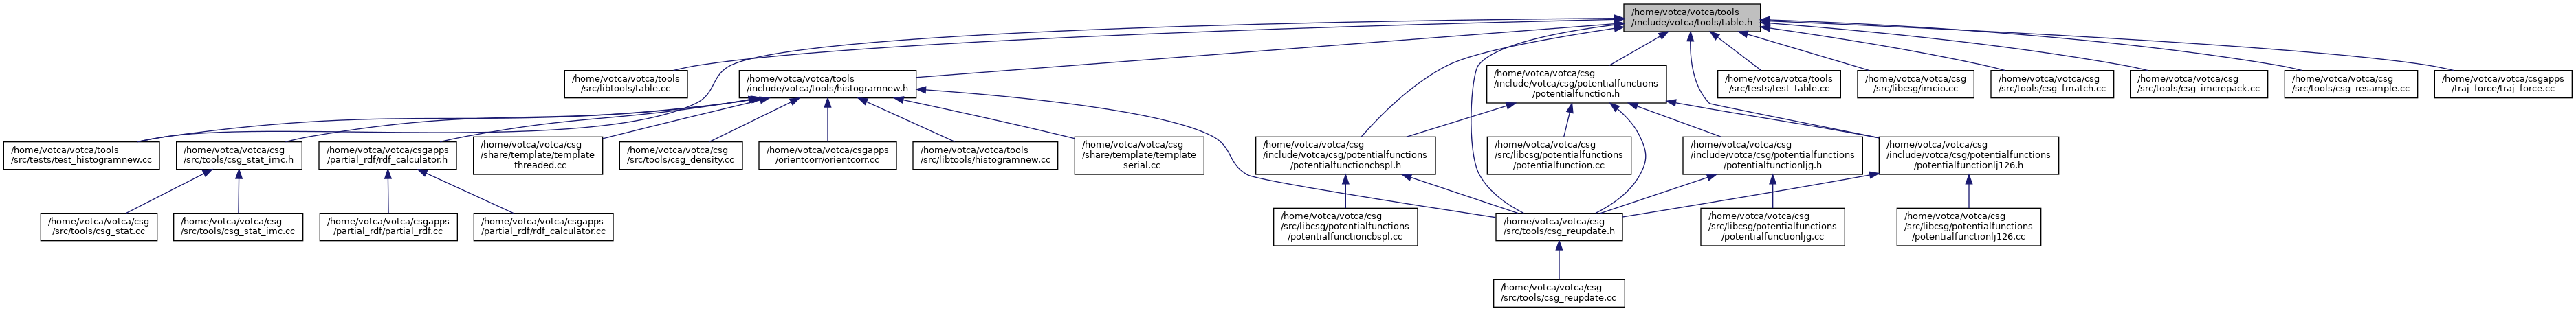 /home/votca/votca/tools
/include/votca/tools/table.h
/home/votca/votca/tools
/src/libtools/table.cc
/home/votca/votca/tools
/include/votca/tools/histogramnew.h
/home/votca/votca/csg
/include/votca/csg/potentialfunctions
/potentialfunction.h
/home/votca/votca/tools
/src/tests/test_table.cc
/home/votca/votca/csg
/src/libcsg/imcio.cc
/home/votca/votca/csg
/src/tools/csg_fmatch.cc
/home/votca/votca/csg
/src/tools/csg_imcrepack.cc
/home/votca/votca/csg
/src/tools/csg_resample.cc
/home/votca/votca/csgapps
/traj_force/traj_force.cc
/home/votca/votca/tools
/src/tests/test_histogramnew.cc
/home/votca/votca/csg
/src/tools/csg_stat_imc.h
/home/votca/votca/csgapps
/partial_rdf/rdf_calculator.h
/home/votca/votca/csg
/share/template/template
_threaded.cc
/home/votca/votca/csg
/src/tools/csg_density.cc
/home/votca/votca/csgapps
/orientcorr/orientcorr.cc
/home/votca/votca/tools
/src/libtools/histogramnew.cc
/home/votca/votca/csg
/share/template/template
_serial.cc
/home/votca/votca/csg
/include/votca/csg/potentialfunctions
/potentialfunctioncbspl.h
/home/votca/votca/csg
/src/libcsg/potentialfunctions
/potentialfunction.cc
/home/votca/votca/csg
/include/votca/csg/potentialfunctions
/potentialfunctionljg.h
/home/votca/votca/csg
/include/votca/csg/potentialfunctions
/potentialfunctionlj126.h
/home/votca/votca/csg
/src/tools/csg_stat.cc
/home/votca/votca/csg
/src/tools/csg_stat_imc.cc
/home/votca/votca/csgapps
/partial_rdf/partial_rdf.cc
/home/votca/votca/csgapps
/partial_rdf/rdf_calculator.cc
/home/votca/votca/csg
/src/libcsg/potentialfunctions
/potentialfunctioncbspl.cc
/home/votca/votca/csg
/src/tools/csg_reupdate.h
/home/votca/votca/csg
/src/libcsg/potentialfunctions
/potentialfunctionljg.cc
/home/votca/votca/csg
/src/libcsg/potentialfunctions
/potentialfunctionlj126.cc
/home/votca/votca/csg
/src/tools/csg_reupdate.cc